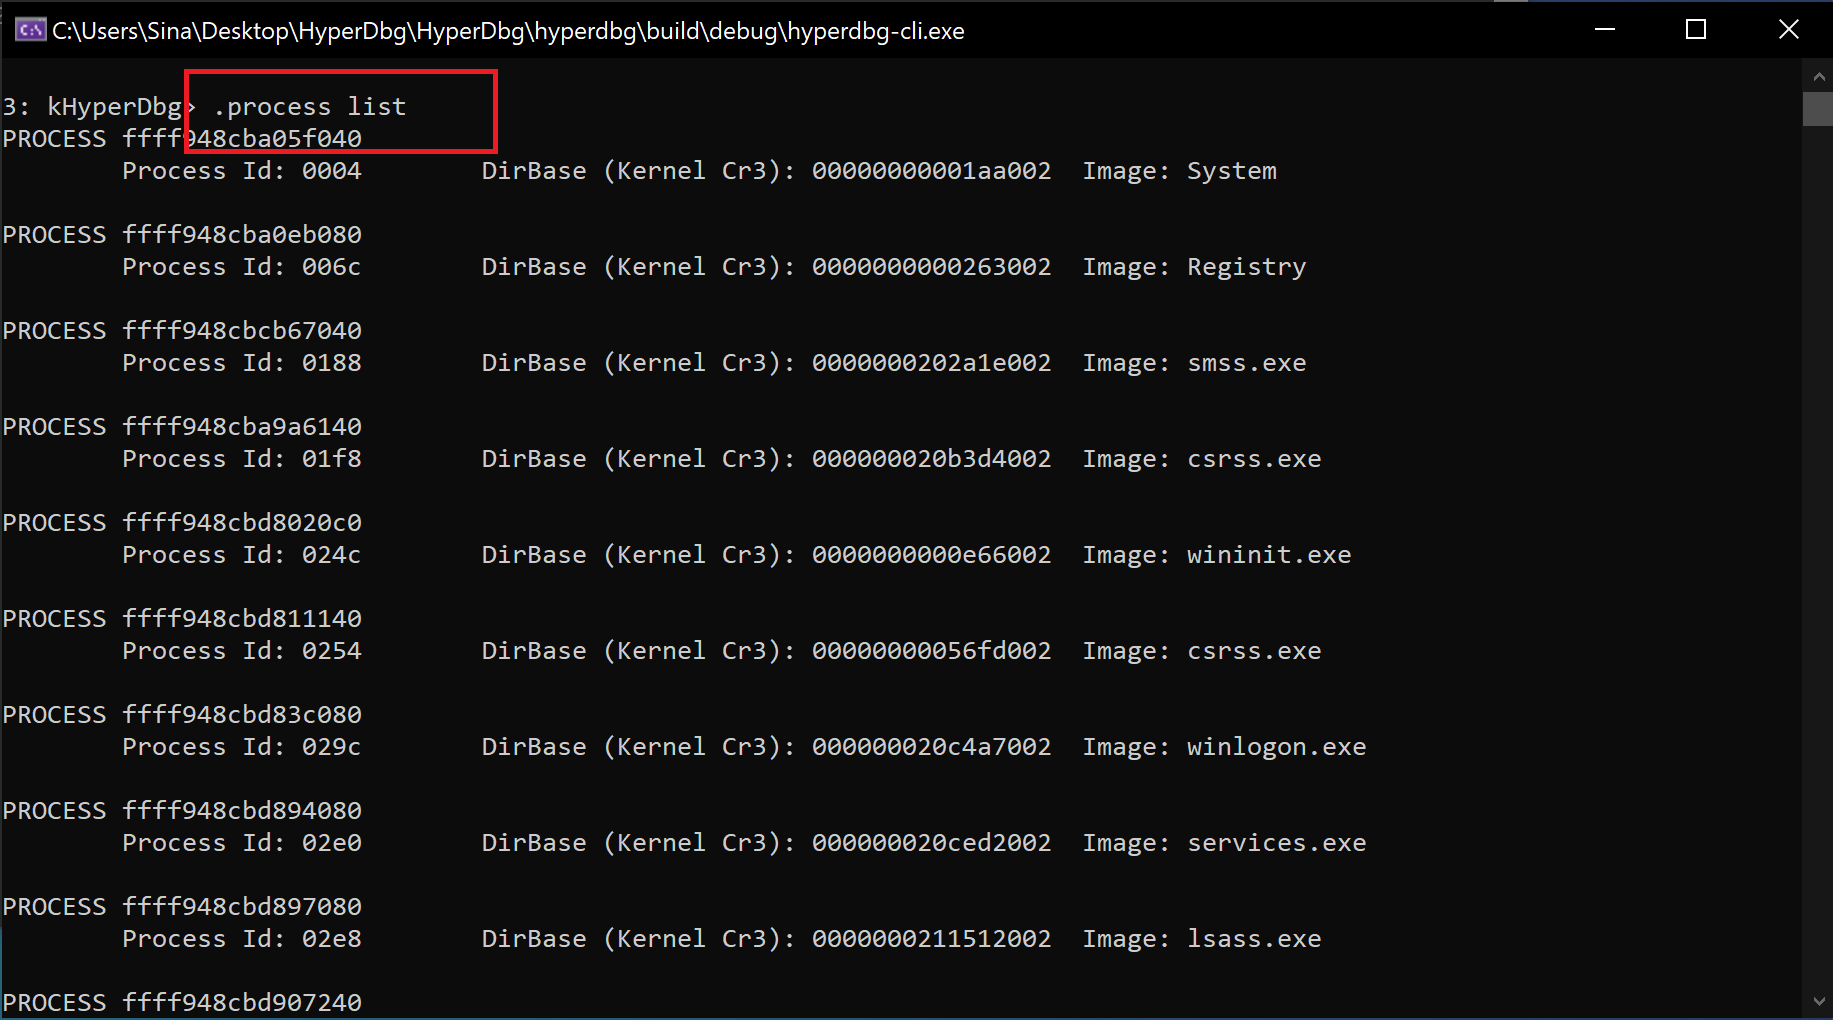 C:\Users\Sina\Desktop\HyperDbg\HyperDbg\hyperdbg\build\debug\hyperdbg-cli.exe
3: kHyperDbg> .process list
PROCESS ffff948cba05f040
Process Id: 0004 DirBase (Kernel Cr3): 00000000001aa002 Image: System
PROCESS ffff948cba0eb080
Process Id: 006c DirBase (Kernel Cr3): 0000000000263002 Image: Registry
PROCESS ffff948cbcb67040
Process Id: 0188 DirBase (Kernel Cr3): 0000000202a1e002 Image: smss.exe
PROCESS ffff948cba9a6140
Process Id: 01f8 DirBase (Kernel Cr3): 000000020b3d4002 Image: csrss.exe
PROCESS ffff948cbd8020c0
Process Id: 024c DirBase (Kernel Cr3): 0000000000e66002 Image: wininit.exe
PROCESS ffff948cbd811140
Process Id: 0254 DirBase (Kernel Cr3): 00000000056fd002 Image: csrss.exe
PROCESS ffff948cbd83c080
Process Id: 029c DirBase (Kernel Cr3): 000000020c4a7002 Image: winlogon.exe
PROCESS ffff948cbd894080
Process Id: 02e0 DirBase (Kernel Cr3): 000000020ced2002 Image: services.exe
PROCESS ffff948cbd897080
Process Id: 02e8 DirBase (Kernel Cr3): 0000000211512002 Image: lsass.exe
PROCESS ffff948cbd907240